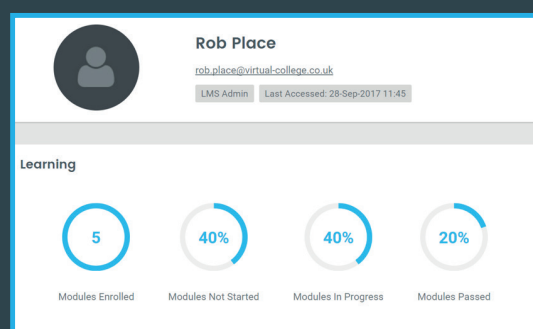 Rob Place
rob.place@virtual-college.co.uk
LMS Admin Last Accessed: 28-Sep-2017 11:45
Learning
5 40% 40% 20%
Modules Enrolled Modules Not Started Modules In Progress Modules Passed